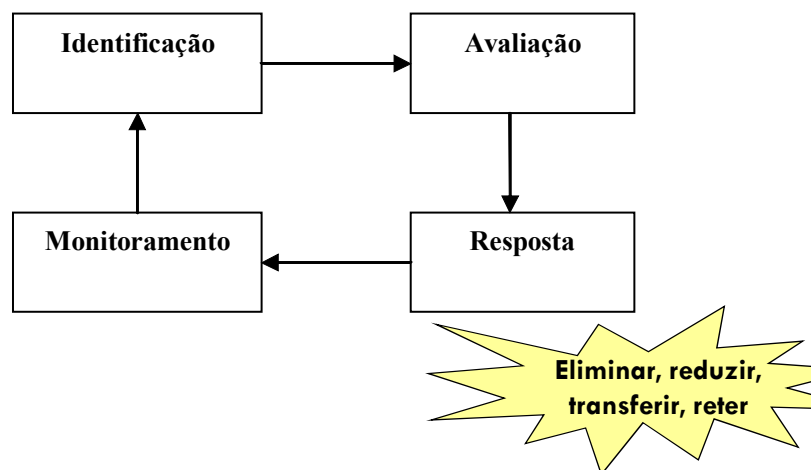 Identificação
Avaliação
Monitoramento
Resposta
Eliminar, reduzir,
transferir, reter